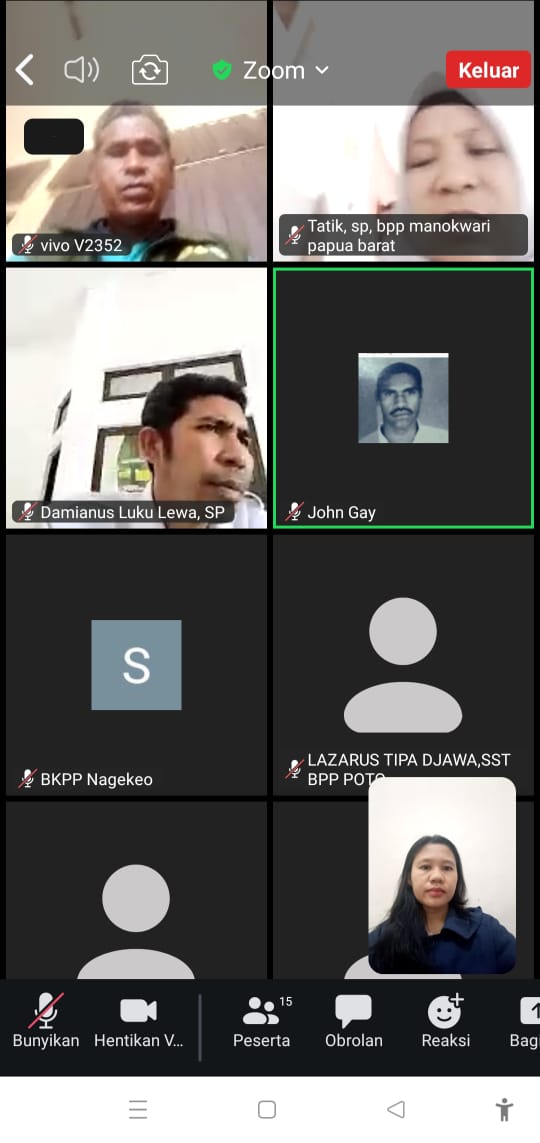 Zoom
Keluar
vivo V2352
Tatik, sp, bpp manokwari
papua barat
Damianus Luku Lewa, SP
John Gay
S
BKPP Nagekeo
LAZARUS TIPA DJAWA,SST
BPP POTO
15
Bunyikan
Hentikan V...
Peserta
Obrolan
Reaksi
Bagi